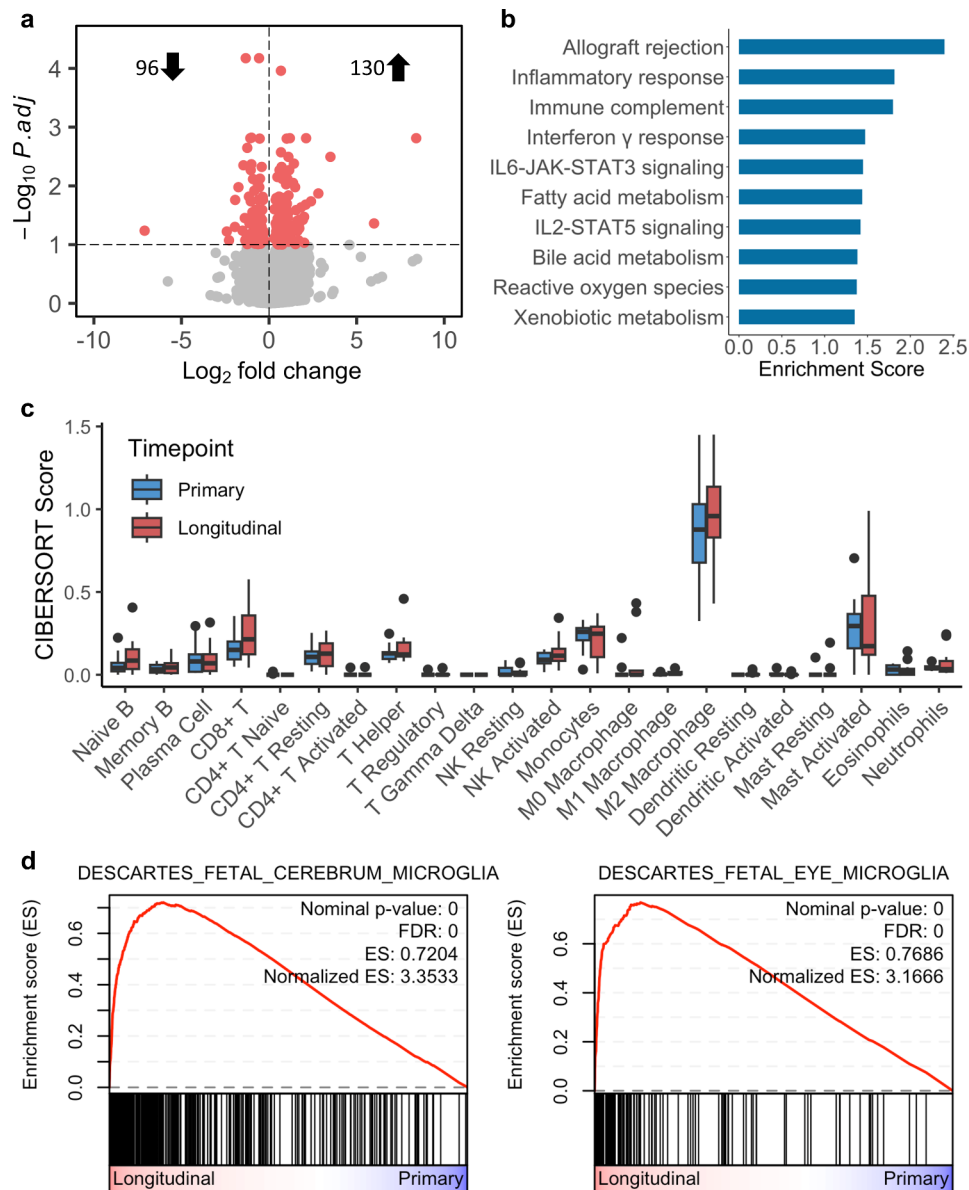 a
96
130
4
3
2
1
0
−Log10 P.adj
-10
-5
0
5
10
Log2 fold change
b
Allograft rejection
Inflammatory response
Immune complement
Interferon γ response
IL6-JAK-STAT3 signaling
Fatty acid metabolism
IL2-STAT5 signaling
Bile acid metabolism
Reactive oxygen species
Xenobiotic metabolism
0.0
0.5
1.0
1.5
2.0
2.5
Enrichment Score
c
1.5
1.0
0.5
0.0
CIBERSORT Score
Timepoint
Primary
Longitudinal
Naive B
Memory B
Plasma Cell
CD8+ T
CD4+ T Naive
CD4+ T Resting
CD4+ T Activated
T Helper
T Regulatory
T Gamma Delta
NK Resting
NK Activated
Monocytes
M0 Macrophage
M1 Macrophage
M2 Macrophage
Dendritic Resting
Dendritic Activated
Mast Resting
Mast Activated
Eosinophils
Neutrophils
d
DESCARTES_FETAL_CEREBRUM_MICROGLIA
Enrichment score (ES)
0.6
0.4
0.2
0.0
Nominal p-value: 0
FDR: 0
ES: 0.7204
Normalized ES: 3.3533
Longitudinal
Primary
DESCARTES_FETAL_EYE_MICROGLIA
Enrichment score (ES)
0.6
0.4
0.2
0.0
Nominal p-value: 0
FDR: 0
ES: 0.7686
Normalized ES: 3.1666
Longitudinal
Primary